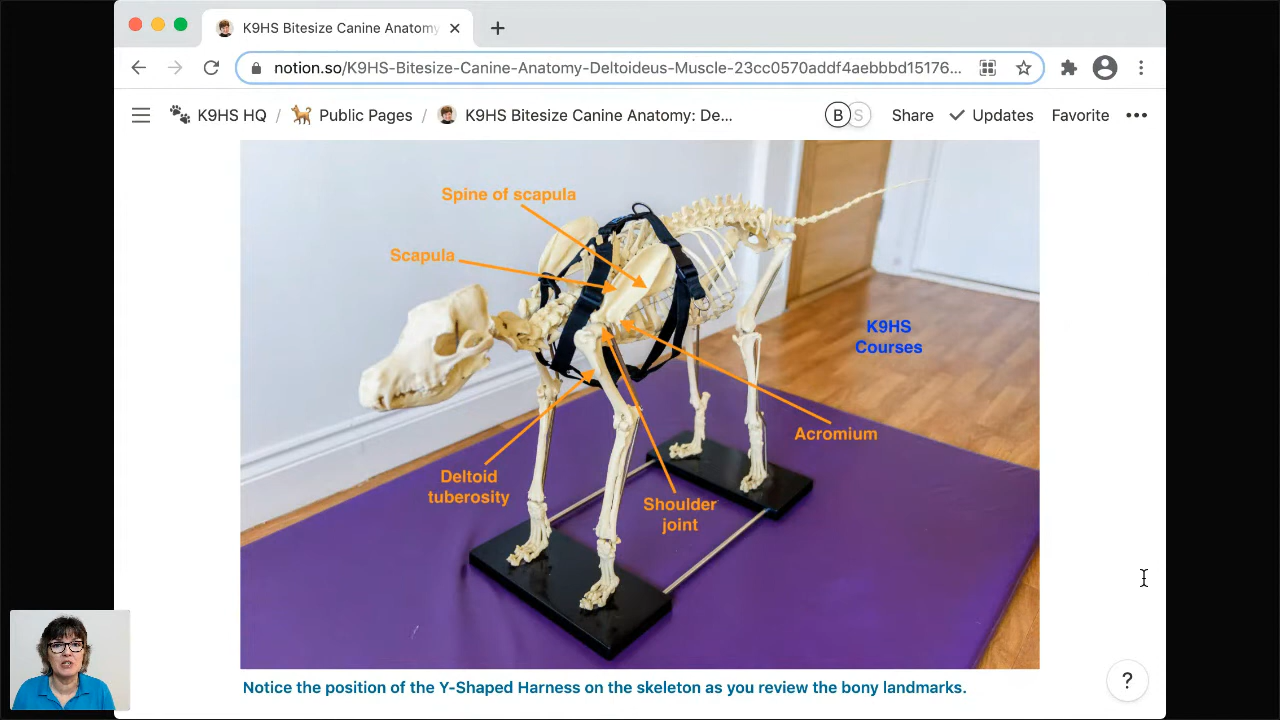 K9HS Bitesize Canine Anatomy
notion.so/K9HS-Bitesize-Canine-Anatomy-Deltoideus-Muscle-23cc0570addf4aebbbd15176...
K9HS HQ / Public Pages / K9HS Bitesize Canine Anatomy: De...
B S Share Updates Favorite
Spine of scapula
Scapula
K9HS
Courses
Acromium
Deltoid
tuberosity
Shoulder
joint
Notice the position of the Y-Shaped Harness on the skeleton as you review the bony landmarks.
?